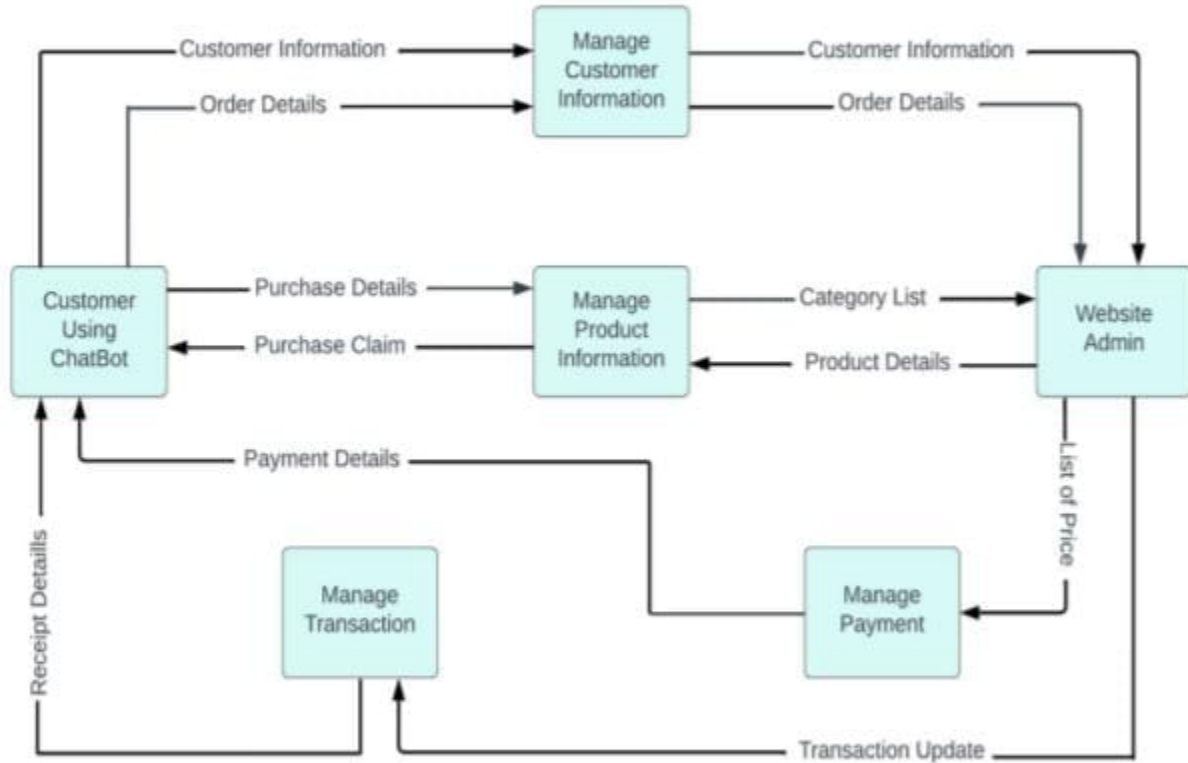 Customer Information
Manage
Customer
Information
Customer Information
Order Details
Order Details
Customer
Using
ChatBot
Purchase Details
Purchase Claim
Manage
Product
Information
Category List
Product Details
Website
Admin
Payment Details
List of Price
Receipt Details
Manage
Transaction
Manage
Payment
Transaction Update